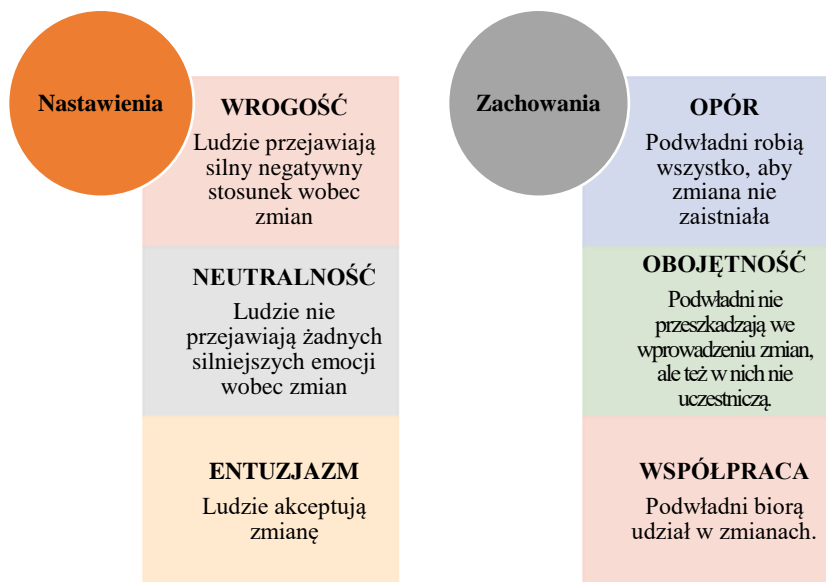 Nastawienia
WROGOŚĆ
Ludzie przejawiają
silny negatywny
stosunek wobec
zmian
NEUTRALNOŚĆ
Ludzie nie
przejawiają żadnych
silniejszych emocji
wobec zmian
ENTUZJAZM
Ludzie akceptują
zmianę
Zachowania
OPÓR
Podwładni robią
wszystko, aby
zmiana nie
zaistniała
OBOJĘTNOŚĆ
Podwładni nie
przeszkadzają we
wprowadzeniu zmian,
ale też w nich nie
uczestniczą.
WSPÓŁPRACA
Podwładni biorą
udział w zmianach.